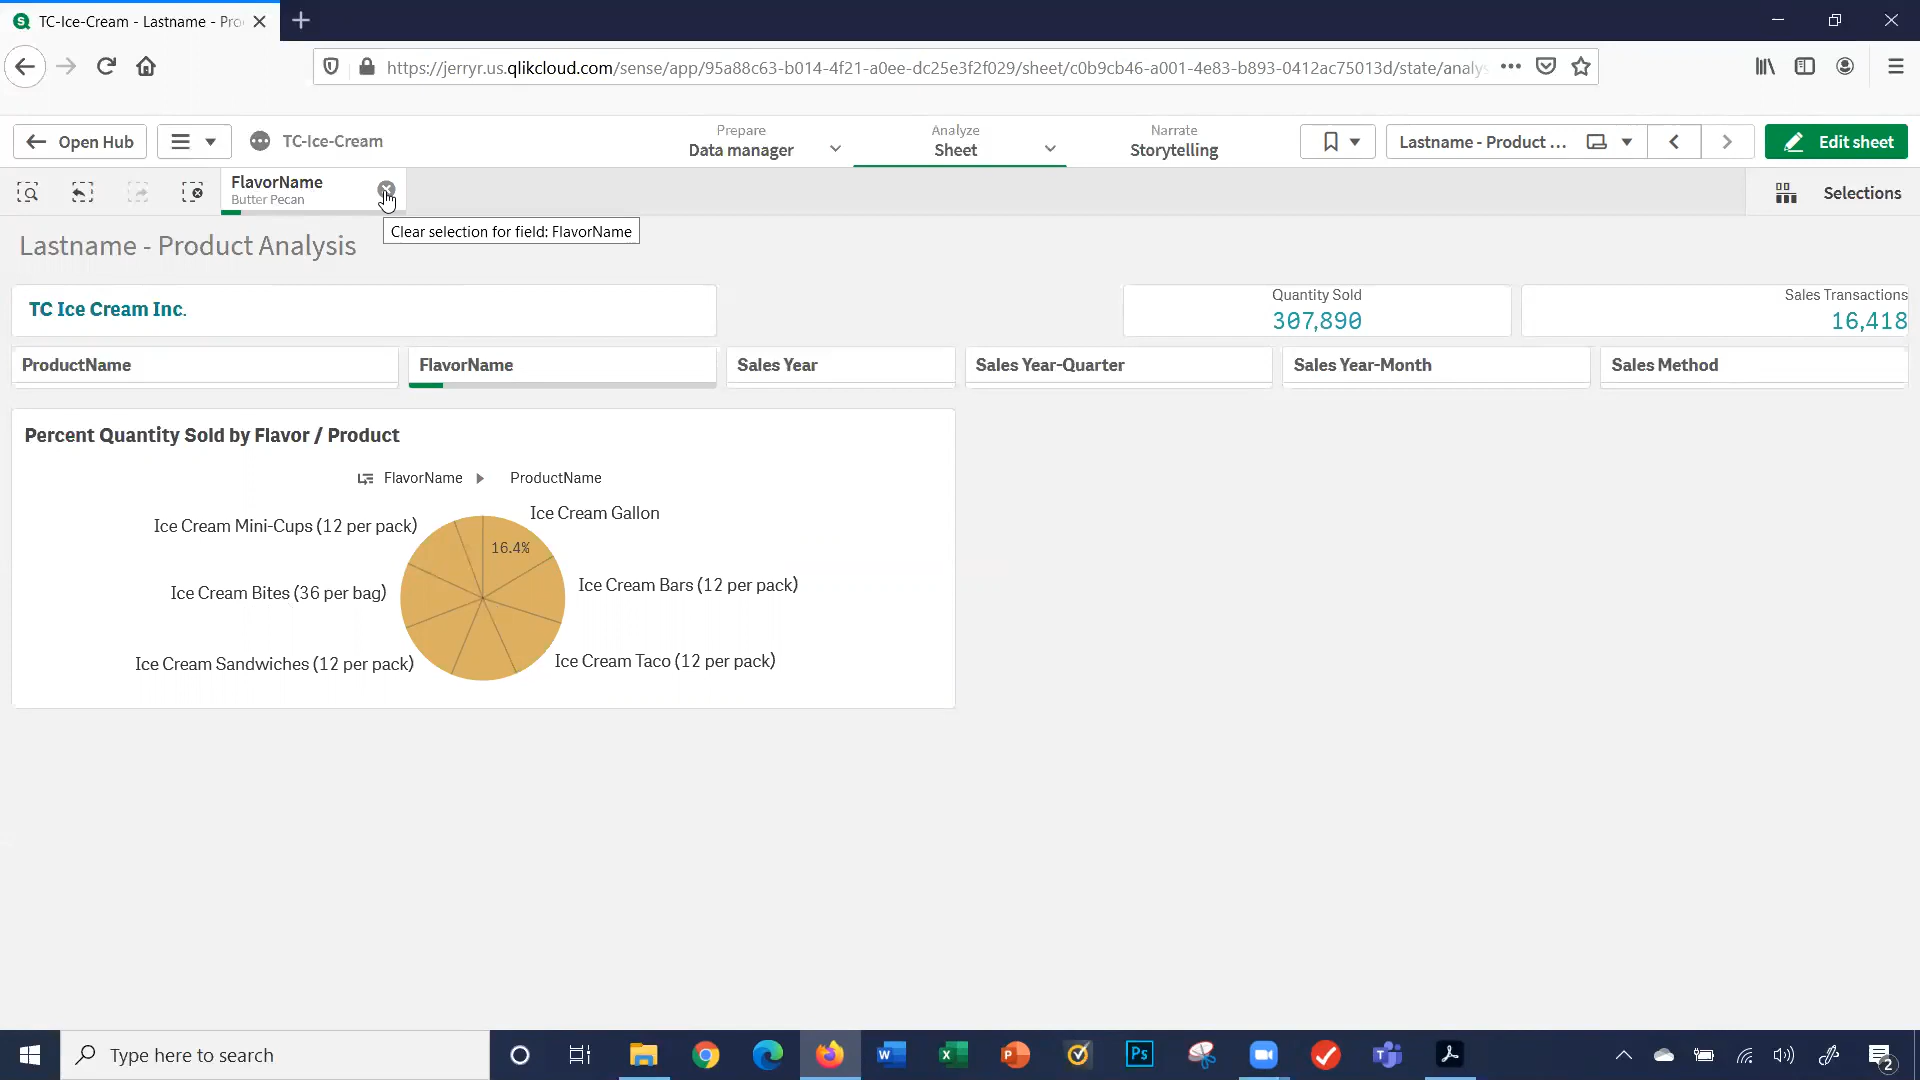 TC-Ice-Cream - Lastname - Pro
https://jerryr.us.qlikcloud.com/sense/app/95a88c63-b014-4f21-a0ee-dc25e3f2f029/sheet/c0b9cb46-a001-4e83-b893-0412ac75013d/state/analys
Open Hub
TC-Ice-Cream
Prepare
Data manager
Analyze
Sheet
Narrate
Storytelling
Lastname - Product ...
Edit sheet
FlavorName
Butter Pecan
Selections
Clear selection for field: FlavorName
Lastname - Product Analysis
TC Ice Cream Inc.
Quantity Sold
307,890
Sales Transactions
16,418
ProductName
FlavorName
Sales Year
Sales Year-Quarter
Sales Year-Month
Sales Method
Percent Quantity Sold by Flavor / Product
FlavorName
ProductName
Ice Cream Gallon
Ice Cream Mini-Cups (12 per pack)
16.4%
Ice Cream Bars (12 per pack)
Ice Cream Bites (36 per bag)
Ice Cream Taco (12 per pack)
Ice Cream Sandwiches (12 per pack)
Type here to search
2